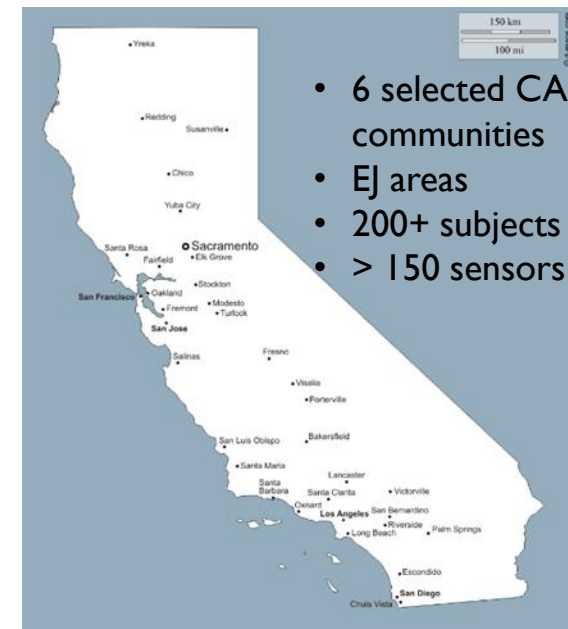 150 km
100 mi
• 6 selected CA
communities
• EJ areas
• 200+ subjects
• > 150 sensors
Yreka
Redding
Susanville
Chico
Yuba City
Santa Rosa
Sacramento
Fairfield
Elk Grove
San Francisco
Oakland
Stockton
Fremont
Modesto
Turlock
San Jose
Salinas
Fresno
Visalia
Porterville
San Luis Obispo
Bakersfield
Santa Maria
Lancaster
Santa
Barbara
Santa Clarita
Victorville
Oxnard
Los Angeles
San Bernardino
Riverside
Long Beach
Palm Springs
Escondido
San Diego
Chula Vista